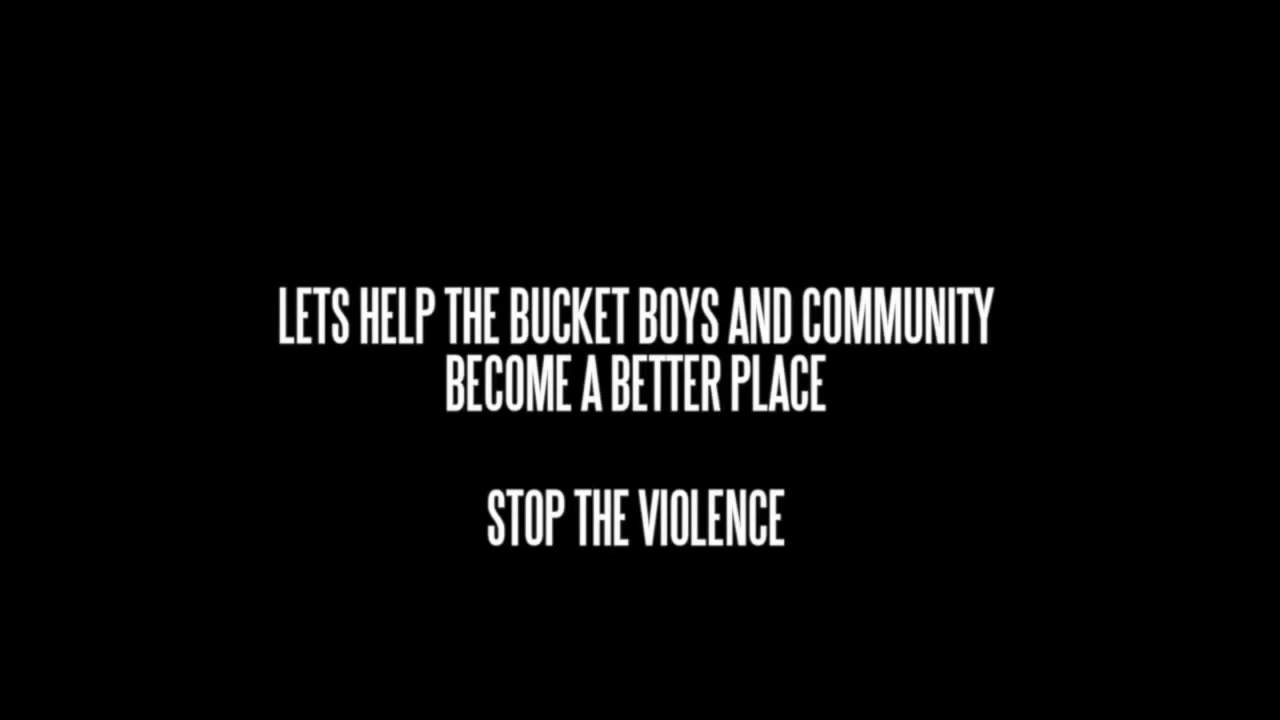 LETS HELP THE BUCKET BOYS AND COMMUNITY
BECOME A BETTER PLACE
STOP THE VIOLENCE